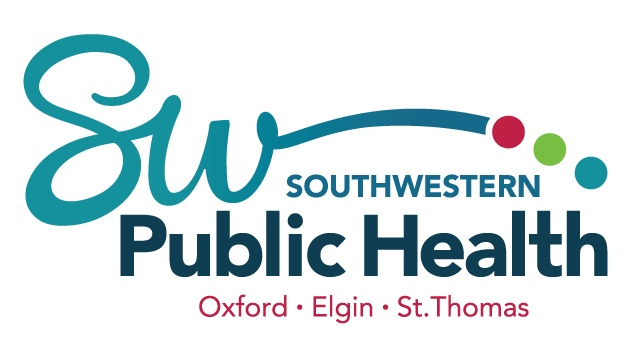 Sw
SOUTHWESTERN
Public Health
Oxford • Elgin • St.Thomas